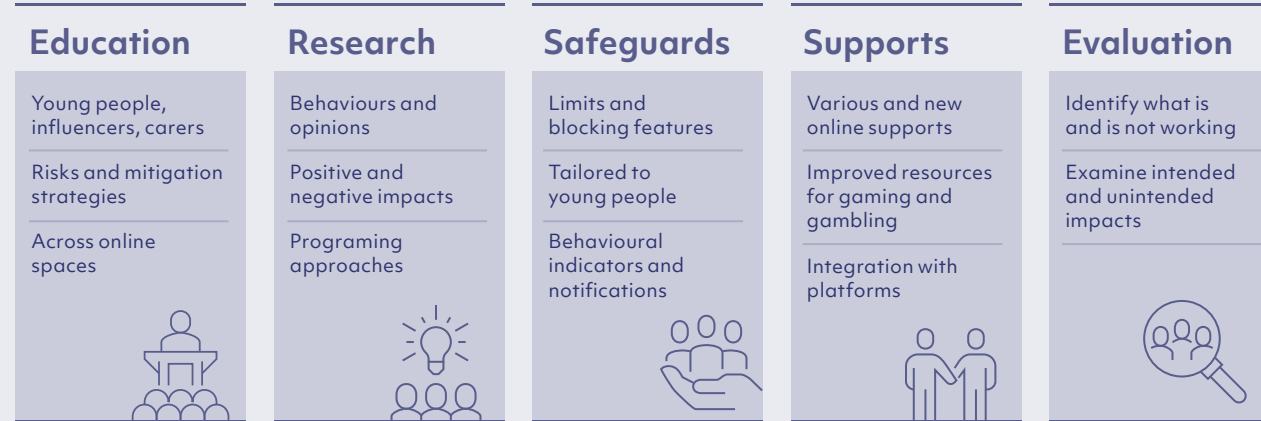 Education
Young people,
influencers, carers
Risks and mitigation
strategies
Across online
spaces
Research
Behaviours and
opinions
Positive and
negative impacts
Programing
approaches
Safeguards
Limits and
blocking features
Tailored to
young people
Behavioural
indicators and
notifications
Supports
Various and new
online supports
Improved resources
for gaming and
gambling
Integration with
platforms
Evaluation
Identify what is
and is not working
Examine intended
and unintended
impacts